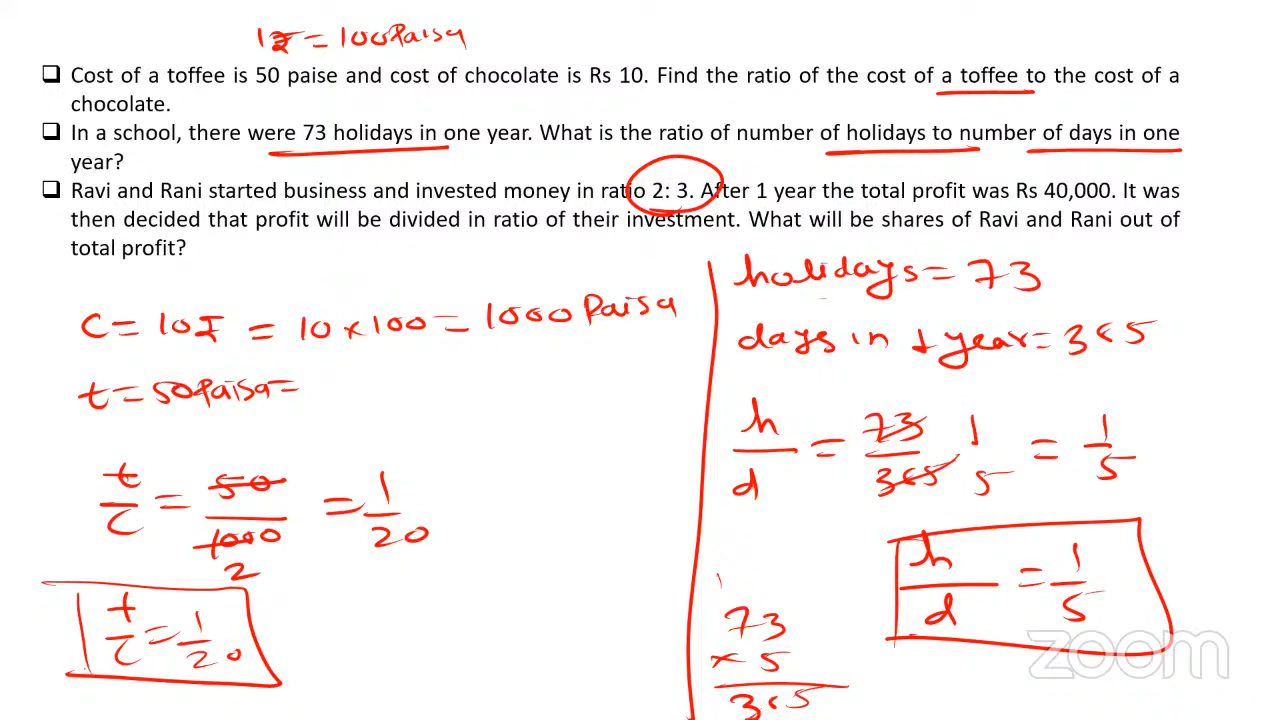 1₹ = 100 Paisa
❑ Cost of a toffee is 50 paise and cost of chocolate is Rs 10. Find the ratio of the cost of a toffee to the cost of a
chocolate.
❑ In a school, there were 73 holidays in one year. What is the ratio of number of holidays to number of days in one
year?
❑ Ravi and Rani started business and invested money in ratio 2: 3. After 1 year the total profit was Rs 40,000. It was
then decided that profit will be divided in ratio of their investment. What will be shares of Ravi and Rani out of
total profit?
C = 10₹ = 10 × 100 = 1000 Paisa
t = 50 Paisa =
t/c = 50/1000 = 1/20
2
t/c = 1/20
holidays = 73
days in 1 year = 365
h/d = 73/365 1/5 = 1/5
h/d = 1/5
73
× 5
365
zoom